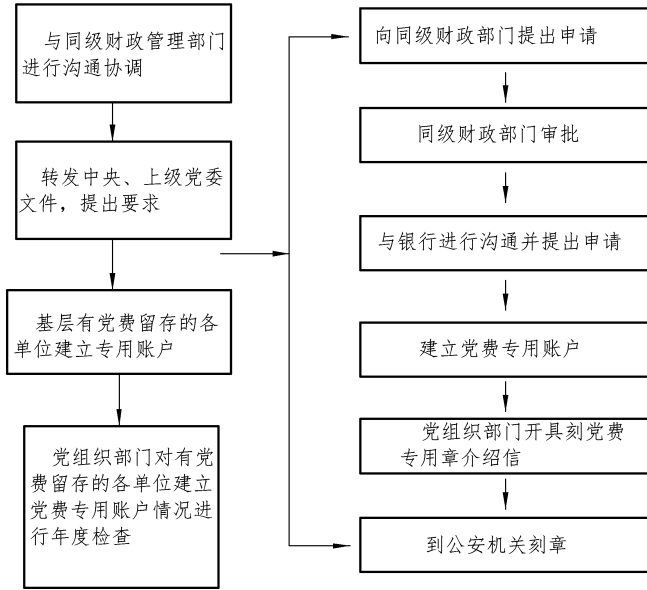 与同级财政管理部门
进行沟通协调
转发中央、上级党委
文件，提出要求
基层有党费留存的各
单位建立专用账户
党组织部门对有党
费留存的各单位建立
党费专用账户情况进
行年度检查
向同级财政部门提出申请
同级财政部门审批
与银行进行沟通并提出申请
建立党费专用账户
党组织部门开具刻党费
专用章介绍信
到公安机关刻章